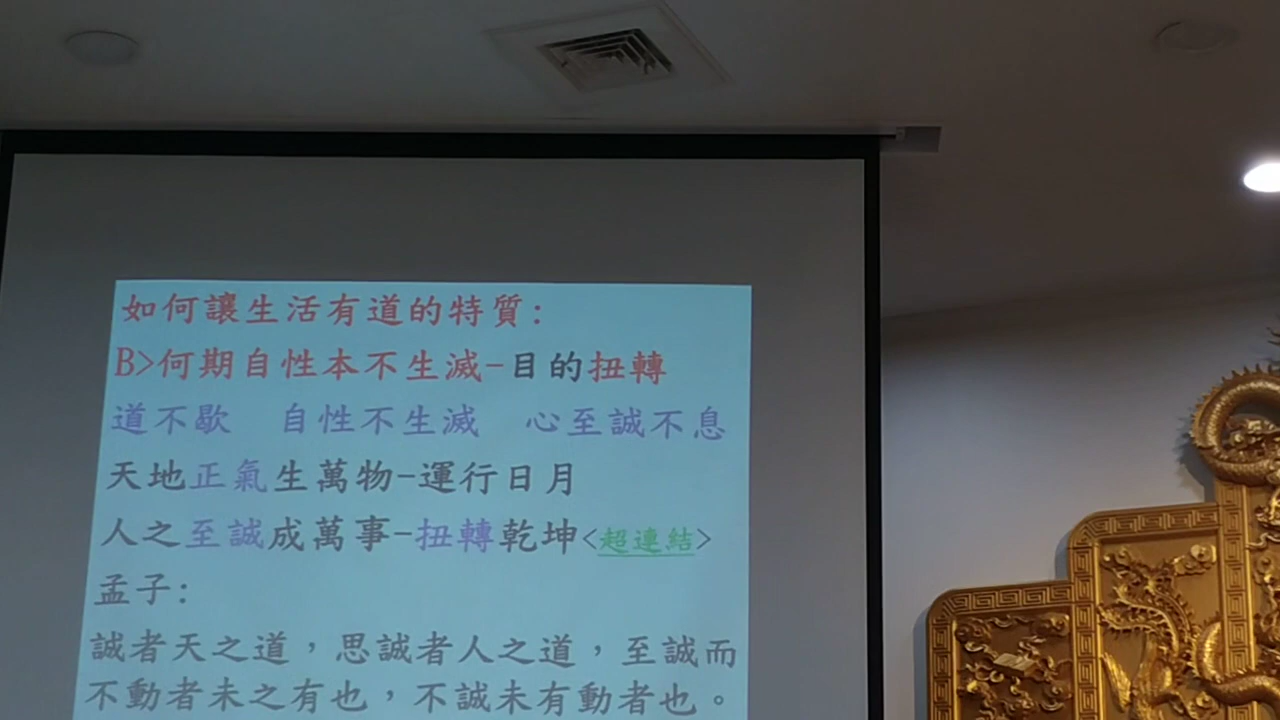 如何讓生活有道的特質:
B>何期自性本不生滅-目的扭轉
道不歇　自性不生滅　心至誠不息
天地正氣生萬物-運行日月
人之至誠成萬事-扭轉乾坤<超連結>
孟子:
誠者天之道，思誠者人之道，至誠而
不動者未之有也，不誠未有動者也。